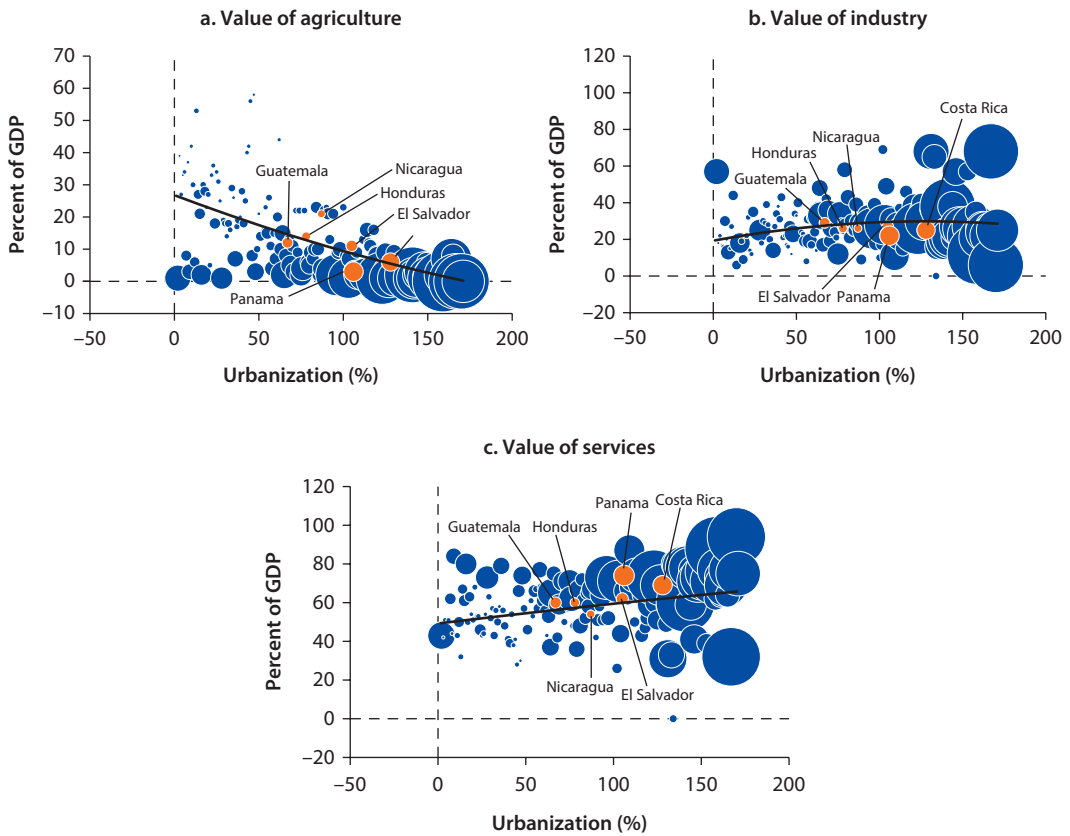 a. Value of agriculture
70
60
50
40
30
20
10
0
–10
–50
0
50
100
150
200
Percent of GDP
Urbanization (%)
Guatemala
Nicaragua
Honduras
El Salvador
Panama
b. Value of industry
120
100
80
60
40
20
0
–20
–50
0
50
100
150
200
Percent of GDP
Urbanization (%)
Costa Rica
Nicaragua
Honduras
Guatemala
El Salvador
Panama
c. Value of services
120
100
80
60
40
20
0
–20
–50
0
50
100
150
200
Percent of GDP
Urbanization (%)
Panama
Costa Rica
Guatemala
Honduras
Nicaragua
El Salvador